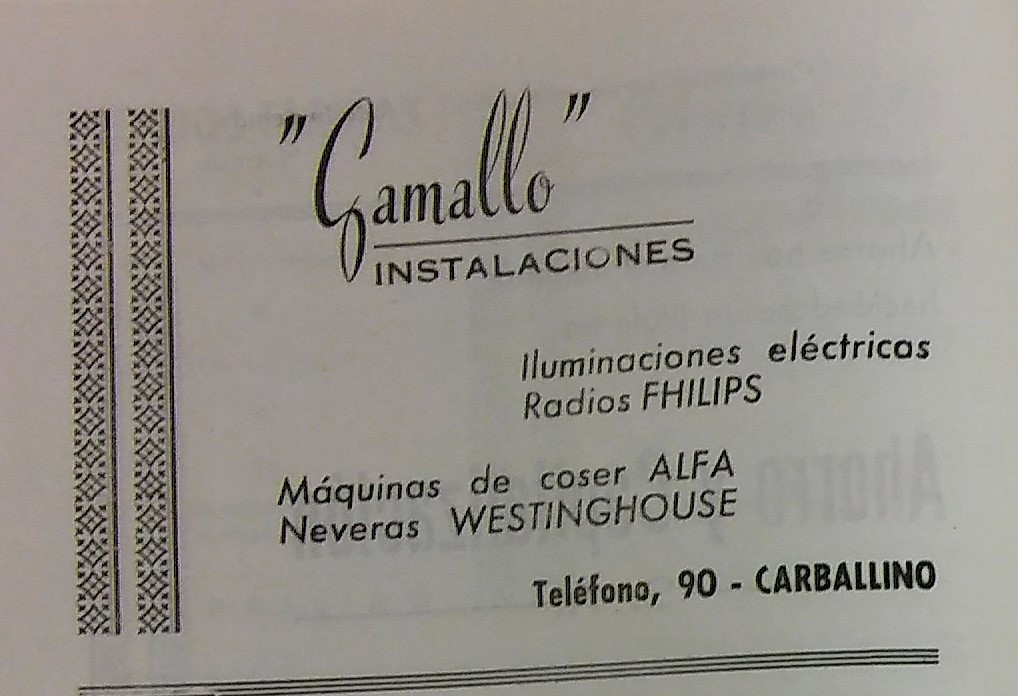 "Gamallo"
INSTALACIONES
Iluminaciones eléctricas
Radios FHILIPS
Máquinas de coser ALFA
Neveras WESTINGHOUSE
Teléfono, 90 - CARBALLINO